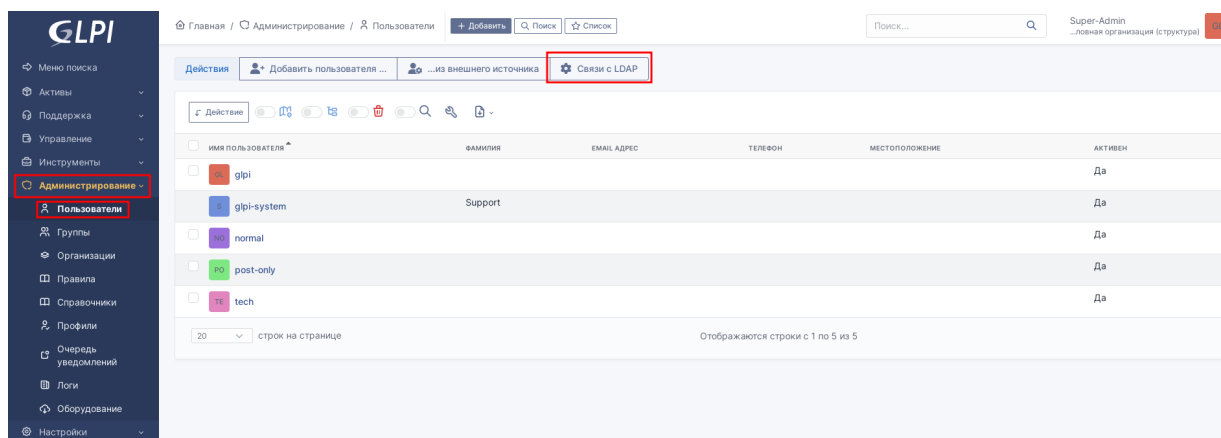 GLPI
Главная / Администрирование / Пользователи
+ Добавить
Поиск
Список
Поиск...
Super-Admin
...ловная организация (структура)
GL
Меню поиска
Активы
Поддержка
Управление
Инструменты
Администрирование
Пользователи
Группы
Организации
Правила
Справочники
Профили
Очередь
уведомлений
Логи
Оборудование
Настройки
Действия
Добавить пользователя ...
...из внешнего источника
Связи с LDAP
Действие
ИМЯ ПОЛЬЗОВАТЕЛЯ ФАМИЛИЯ EMAIL АДРЕС ТЕЛЕФОН МЕСТОПОЛОЖЕНИЕ АКТИВЕН
GL glpi Да
S glpi-system Support Да
NO normal Да
PO post-only Да
TE tech Да
20 строк на странице Отображаются строки с 1 по 5 из 5